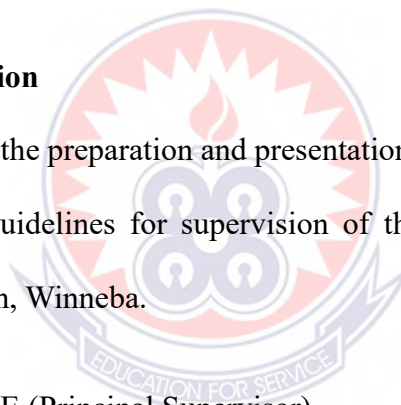 ion
the preparation and presentation
uidelines for supervision of th
n, Winneba.
EDUCATION FOR SERVICE
E (Principal Supervisor)